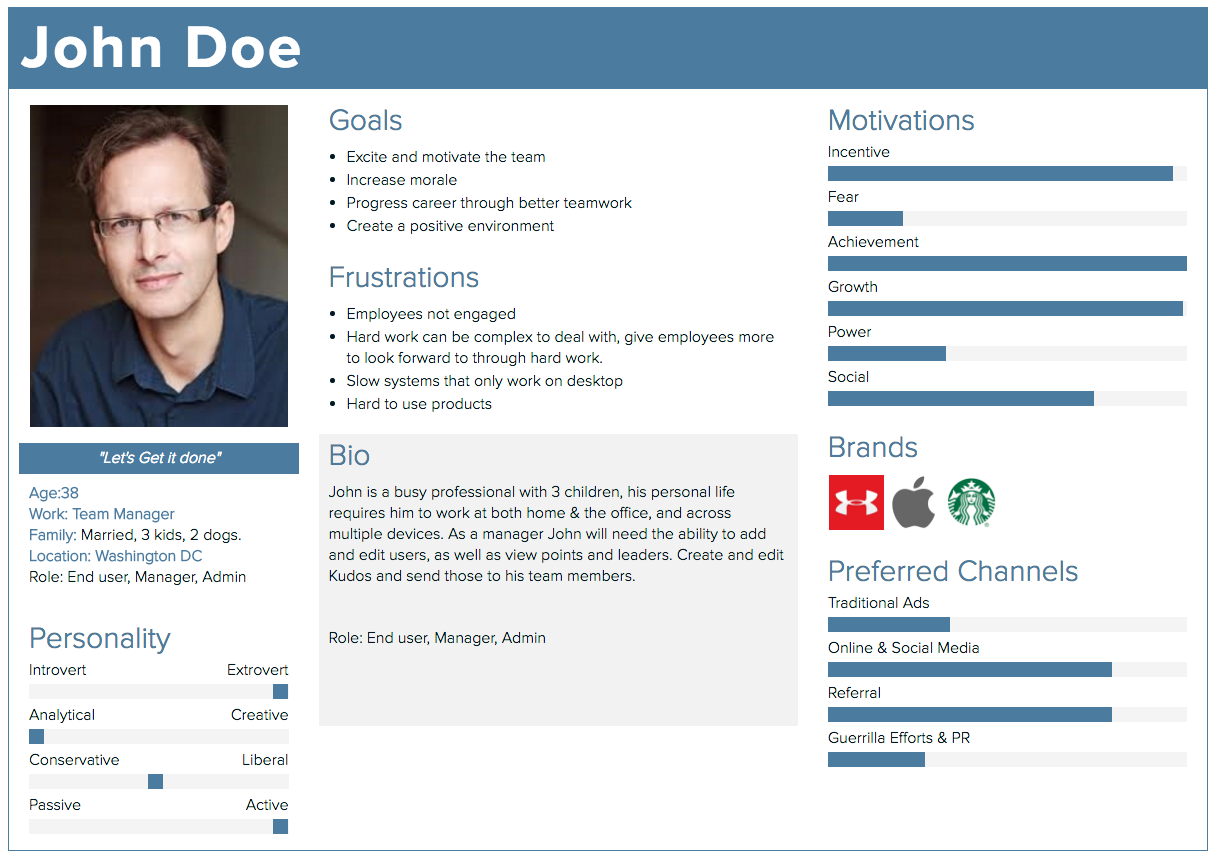 John Doe
"Let's Get it done"
Age:38
Work: Team Manager
Family: Married, 3 kids, 2 dogs.
Location: Washington DC
Role: End user, Manager, Admin
Personality
Introvert Extrovert
Analytical Creative
Conservative Liberal
Passive Active
Goals
• Excite and motivate the team
• Increase morale
• Progress career through better teamwork
• Create a positive environment
Frustrations
• Employees not engaged
• Hard work can be complex to deal with, give employees more
to look forward to through hard work.
• Slow systems that only work on desktop
• Hard to use products
Bio
John is a busy professional with 3 children, his personal life
requires him to work at both home & the office, and across
multiple devices. As a manager John will need the ability to add
and edit users, as well as view points and leaders. Create and edit
Kudos and send those to his team members.
Role: End user, Manager, Admin
Motivations
Incentive
Fear
Achievement
Growth
Power
Social
Brands
Preferred Channels
Traditional Ads
Online & Social Media
Referral
Guerrilla Efforts & PR